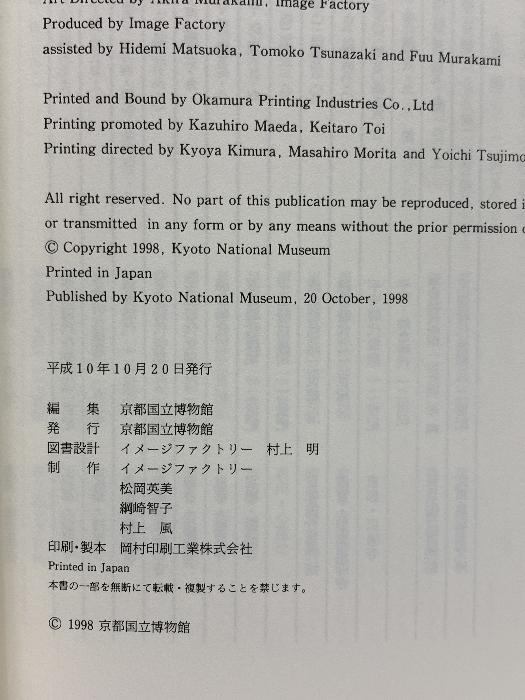 Art Directed by Akira Murakami, Image Factory
Produced by Image Factory
assisted by Hidemi Matsuoka, Tomoko Tsunazaki and Fuu Murakami
Printed and Bound by Okamura Printing Industries Co.,Ltd
Printing promoted by Kazuhiro Maeda, Keitaro Toi
Printing directed by Kyoya Kimura, Masahiro Morita and Yoichi Tsujimo
All right reserved. No part of this publication may be reproduced, stored i
or transmitted in any form or by any means without the prior permission
© Copyright 1998, Kyoto National Museum
Printed in Japan
Published by Kyoto National Museum, 20 October, 1998
平成10年10月20日発行
編　集　京都国立博物館
発　行　京都国立博物館
図書設計　イメージファクトリー　村上　明
制　作　イメージファクトリー
松岡英美
綱崎智子
村上　風
印刷・製本　岡村印刷工業株式会社
Printed in Japan
本書の一部を無断にて転載・複製することを禁じます。
© 1998 京都国立博物館